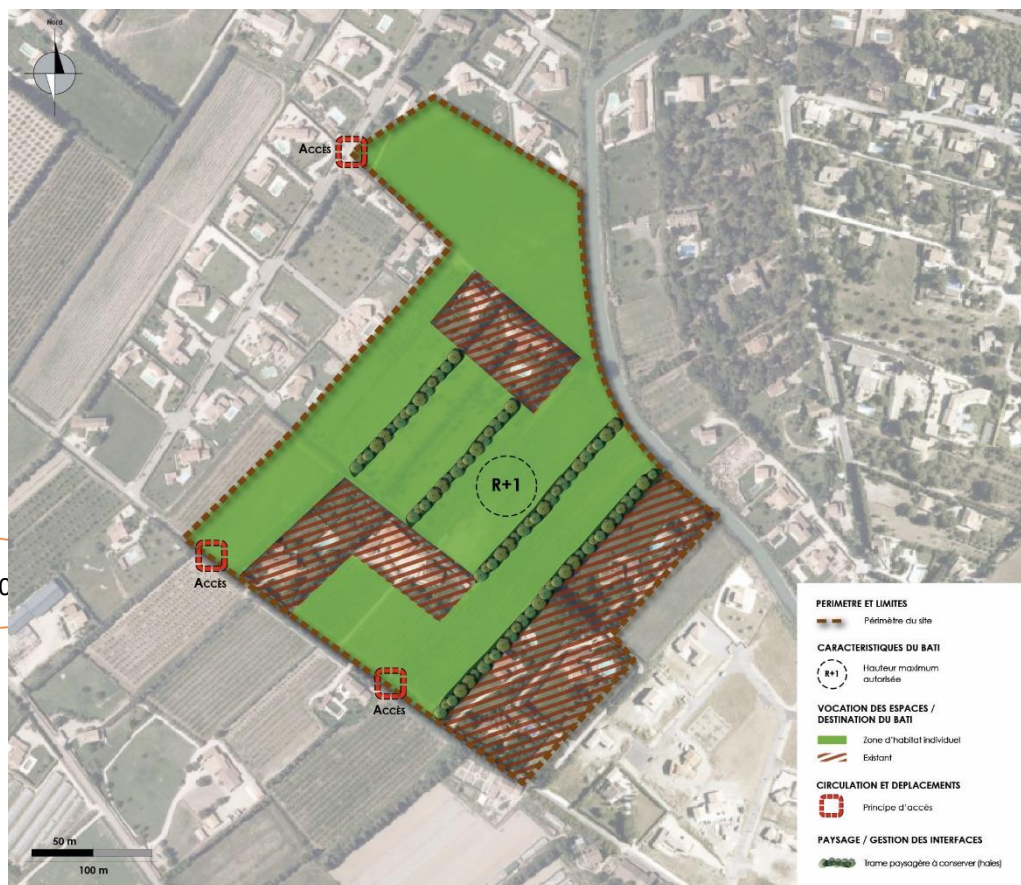 Nord
ACCÈS
R+1
ACCÈS
ACCÈS
50 m
100 m
PERIMETRE ET LIMITES
Périmètre du site
CARACTERISTIQUES DU BATI
R+1
Hauteur maximum
autorisée
VOCATION DES ESPACES /
DESTINATION DU BATI
Zone d'habitat individuel
Existant
CIRCULATION ET DEPLACEMENTS
Principe d'accès
PAYSAGE / GESTION DES INTERFACES
Trame paysagère à conserver (haies)